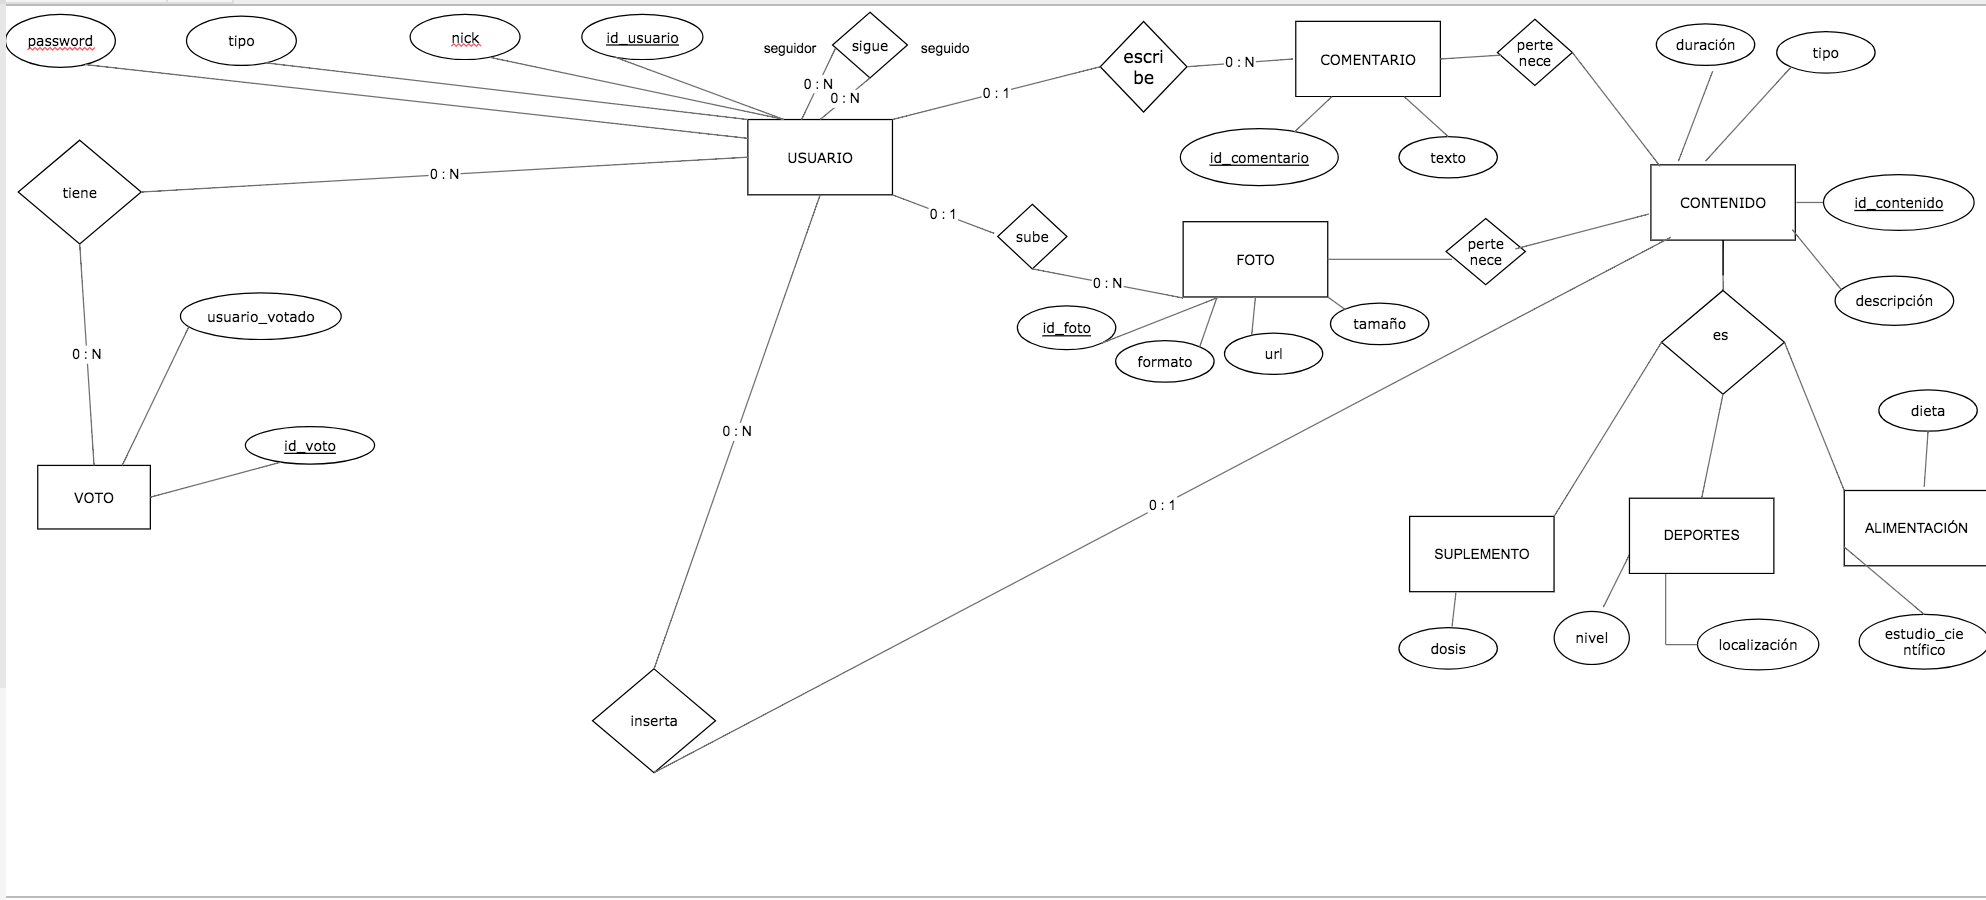 password
tipo
nick
id_usuario
seguidor
sigue
seguido
0 : N
0 : N
escri
be
0 : 1
0 : N
COMENTARIO
perte
nece
duración
tipo
id_comentario
texto
USUARIO
tiene
0 : N
0 : 1
sube
0 : N
FOTO
perte
nece
CONTENIDO
id_contenido
descripción
id_foto
formato
url
tamaño
es
usuario_votado
0 : N
id_voto
VOTO
0 : N
0 : 1
dieta
SUPLEMENTO
DEPORTES
ALIMENTACIÓN
dosis
nivel
localización
estudio_cie
ntífico
inserta